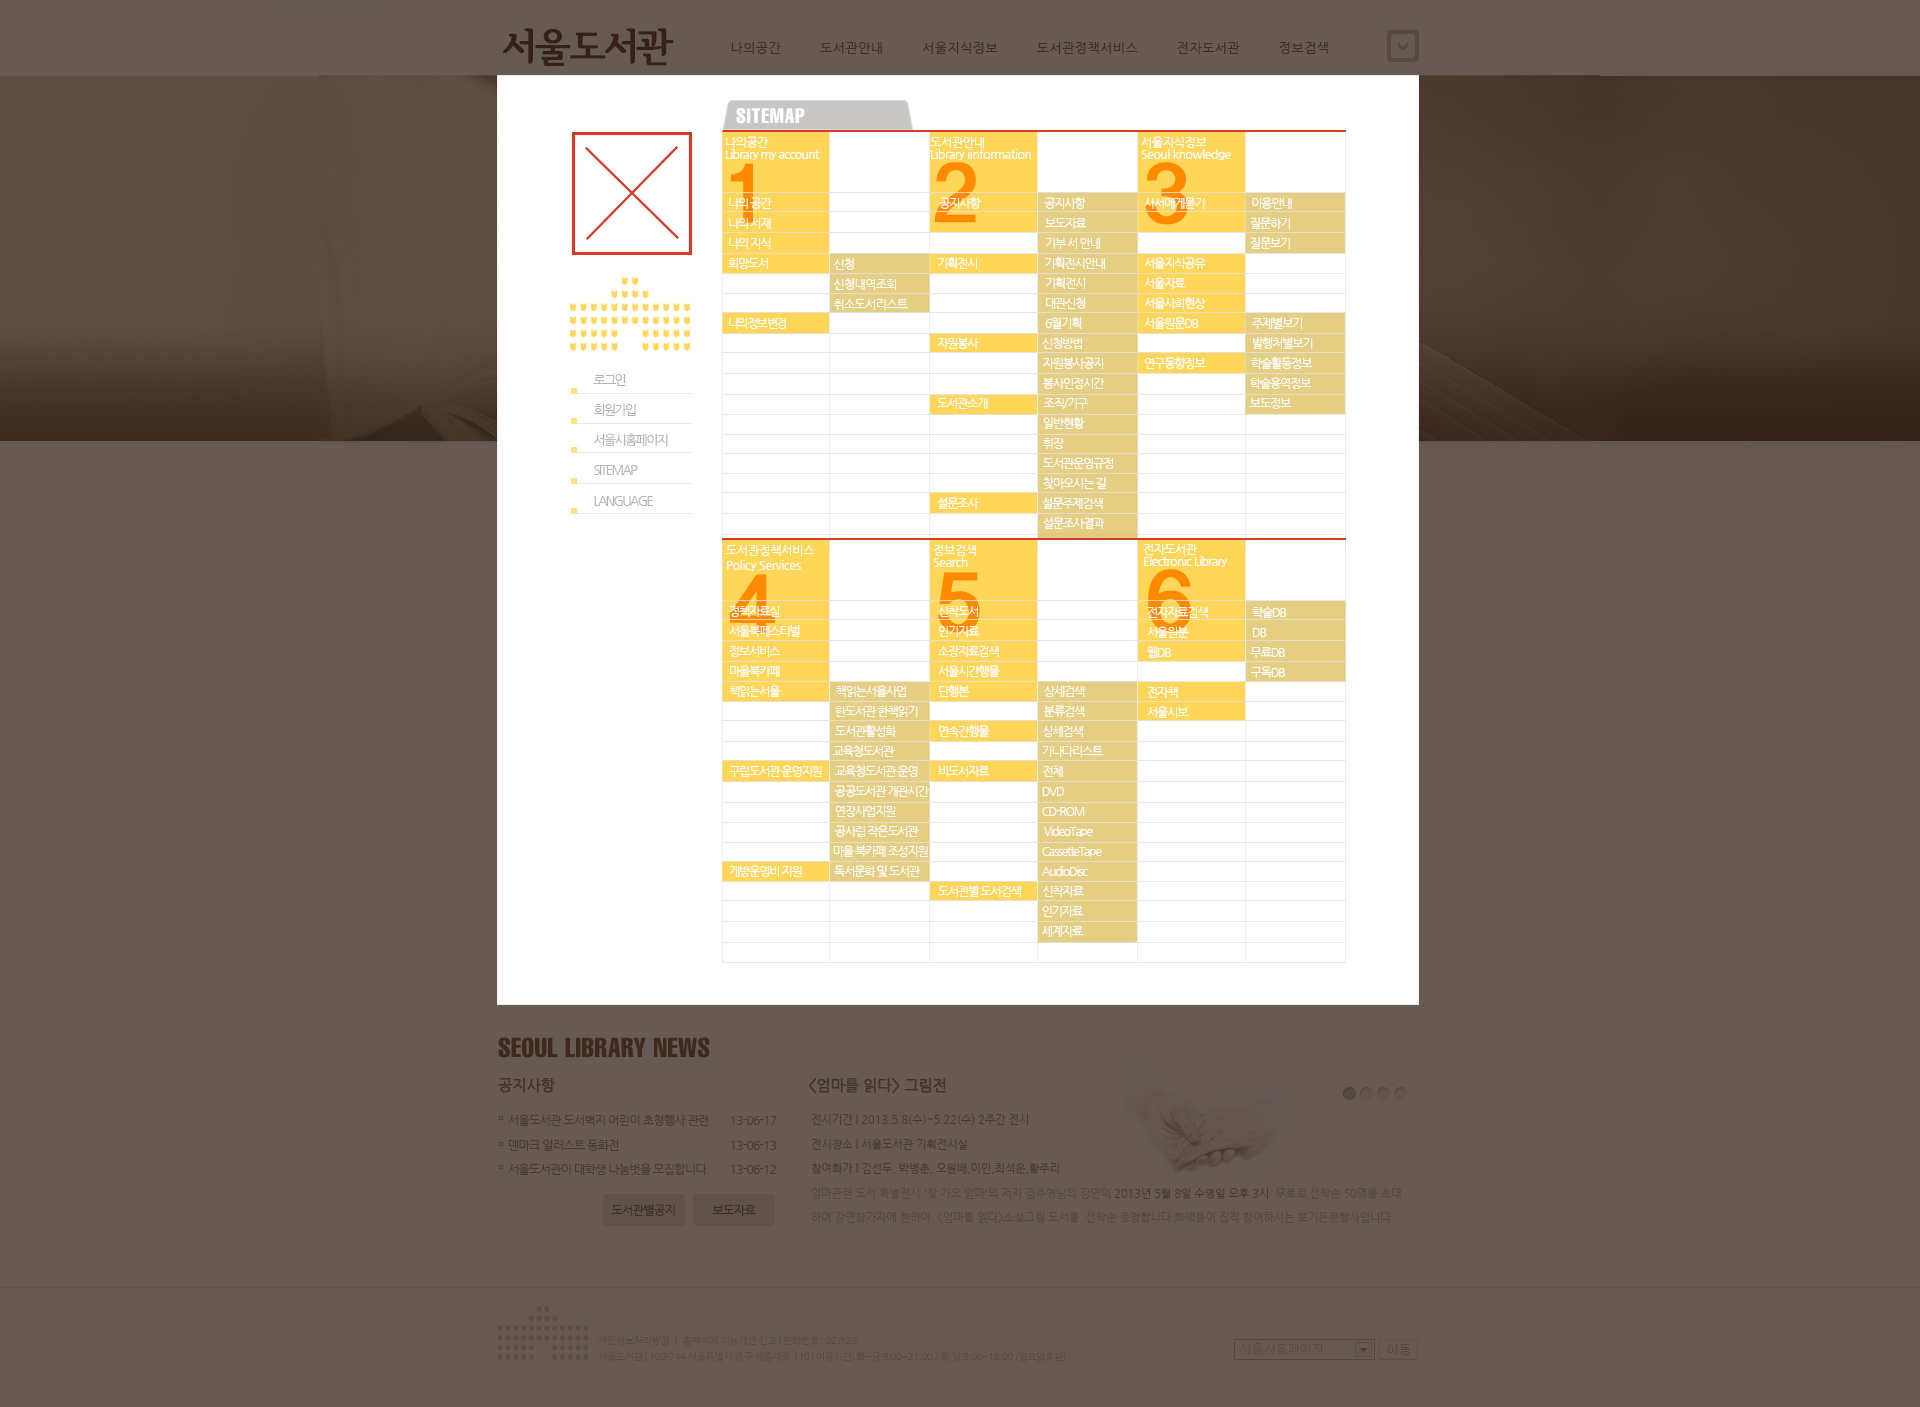 서울도서관
나의공간 도서관안내 서울지식정보 도서관정책서비스 전자도서관 정보검색
SITEMAP
로그인
회원가입
서울시홈페이지
SITEMAP
LANGUAGE
나의공간
Library my account
1
나의 공간
나의 서재
나의 지식
희망도서
신청
신청내역조회
취소도서리스트
나의정보변경
도서관안내
Library iinformation
2
공지사항
공지사항
보도자료
기부 서 안내
기획전시
기획전시안내
기획전시
대관신청
6월기획
자원봉사
신청방법
자원봉사공지
봉사인정시간
도서관소개
조직/기구
일반현황
휘장
도서관운영규정
찾아오시는 길
설문조사
설문주제검색
설문조사결과
서울지식정보
Seoul knowledge
3
사서에게묻기
이용안내
질문하기
질문보기
서울지식공유
서울자료
서울사회현상
서울원문DB
주제별보기
발행처별보기
연구동향정보
학술활동정보
학술용역정보
보도정보
도서관정책서비스
Policy Services
4
정책자료실
서울북페스티벌
정보서비스
마을북카페
책읽는서울
책읽는서울사업
한도서관 한책읽기
도서관활성화
교육청도서관
구립도서관 운영지원
교육청도서관 운영
공공도서관 개관시간
연장사업지원
공사립 작은도서관
마을 북카페 조성지원
개방운영비 지원
독서문화 및 도서관
정보검색
Search
5
신착도서
인기자료
소장자료검색
서울시간행물
단행본
상세검색
분류검색
연속간행물
상세검색
가나다리스트
비도서자료
전체
DVD
CD-ROM
VideoTape
CassetteTape
AudioDisc
도서관별 도서검색
신착자료
인기자료
세계자료
전자도서관
Electronic Library
6
전자자료검색
서울원문
웹DB
학술DB
DB
무료DB
구독DB
전자책
서울시보
SEOUL LIBRARY NEWS
공지사항
서울도서관 도서벽지 어린이 초청행사 관련 13-06-17
덴마크 일러스트 동화전 13-06-13
서울도서관이 대학생 나눔벗을 모집합니다 13-06-12
도서관별공지 보도자료
<엄마를 읽다> 그림전
전시기간 | 2013.5.8(수)~5.22(수) 2주간 전시
전시장소 | 서울도서관 기획전시실
참여화가 | 김선두, 박병춘, 오원배,이인,최석운,황주리
엄마관련 도서 특별전시 '잘 가요 엄마'의 저자 김주영님의 강연이 2013년 5월 8일 수영일 오후 3시 무료로 선착순 50명을 초대
하며 강연참가자에 한하여 <엄마를 읽다>소설그림 도서를 선착순 증정합니다.화백들이 직접 참여하시는 보기드문행사입니다.
개인정보처리방침 | 홈페이지 기능개선 신고 | 전화번호 : 02)120
서울도서관 | 100-744 서울특별시 중구 세종대로 110 | 이용시간: 화~금 9:00~21:00 / 토,일 9:00~18:00 (월요일휴관)
서울시홈페이지 이동